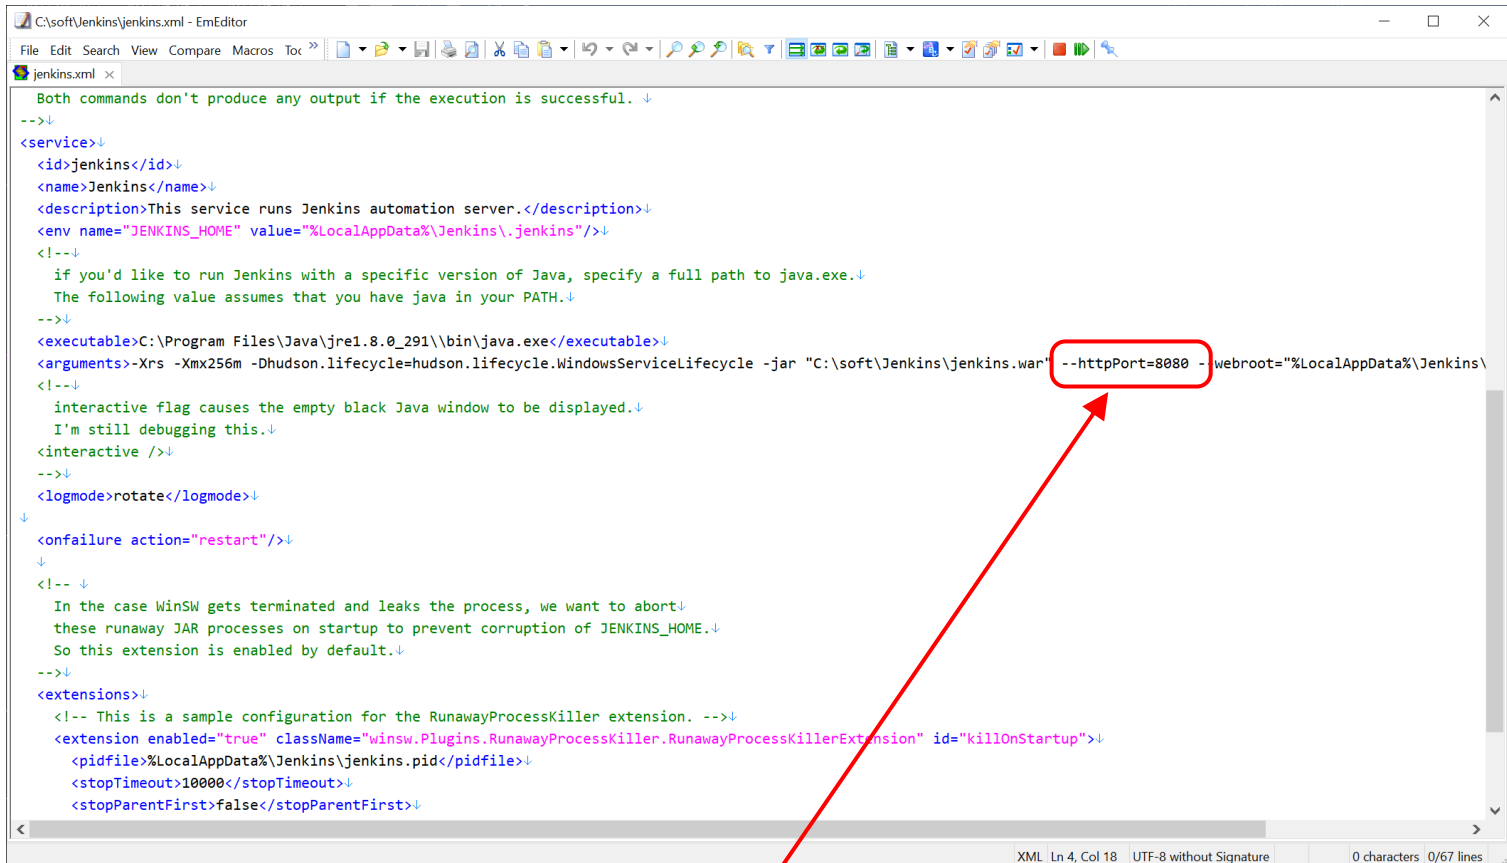 C:\soft\Jenkins\jenkins.xml - EmEditor
File Edit Search View Compare Macros Toc »
jenkins.xml
Both commands don't produce any output if the execution is successful. ↓
-->↓
<service>↓
<id>jenkins</id>↓
<name>Jenkins</name>↓
<description>This service runs Jenkins automation server.</description>↓
<env name="JENKINS_HOME" value="%LocalAppData%\Jenkins\.jenkins"/>↓
<!--↓
if you'd like to run Jenkins with a specific version of Java, specify a full path to java.exe.↓
The following value assumes that you have java in your PATH.↓
-->↓
<executable>C:\Program Files\Java\jre1.8.0_291\\bin\java.exe</executable>↓
<arguments>-Xrs -Xmx256m -Dhudson.lifecycle=hudson.lifecycle.WindowsServiceLifecycle -jar "C:\soft\Jenkins\jenkins.war" --httpPort=8080 --webroot="%LocalAppData%\Jenkins\
<!--↓
interactive flag causes the empty black Java window to be displayed.↓
I'm still debugging this.↓
<interactive />↓
-->↓
<logmode>rotate</logmode>↓
↓
<onfailure action="restart"/>↓
↓
<!-- ↓
In the case WinSW gets terminated and leaks the process, we want to abort↓
these runaway JAR processes on startup to prevent corruption of JENKINS_HOME.↓
So this extension is enabled by default.↓
-->↓
<extensions>↓
<!-- This is a sample configuration for the RunawayProcessKiller extension. -->↓
<extension enabled="true" className="winsw.Plugins.RunawayProcessKiller.RunawayProcessKillerExtension" id="killOnStartup">↓
<pidfile>%LocalAppData%\Jenkins\jenkins.pid</pidfile>↓
<stopTimeout>10000</stopTimeout>↓
<stopParentFirst>false</stopParentFirst>↓
XML Ln 4, Col 18 UTF-8 without Signature 0 characters 0/67 lines